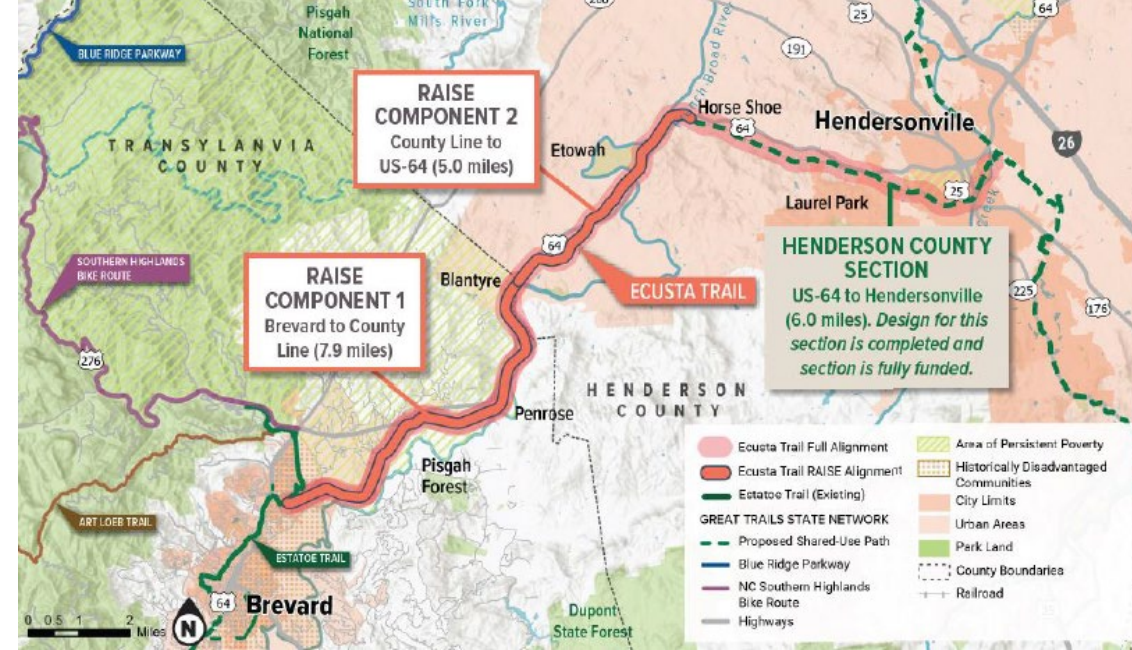 Pisgah
National
Forest
South Fork
Mills River
BLUE RIDGE PARKWAY
25
64
191
RAISE
COMPONENT 2
County Line to
US-64 (5.0 miles)
Horse Shoe
64
Hendersonville
26
TRANSYLANVIA
COUNTY
Etowah
Laurel Park
25
Creek
SOUTHERN HIGHLANDS
BIKE ROUTE
RAISE
COMPONENT 1
Brevard to County
Line (7.9 miles)
64
Blantyre
ECUSTA TRAIL
HENDERSON COUNTY
SECTION
US-64 to Hendersonville
(6.0 miles). Design for this
section is completed and
section is fully funded.
225
176
276
HENDERSON
COUNTY
Penrose
Pisgah
Forest
ART LOEB TRAIL
ESTATOE TRAIL
64
Brevard
Dupont
State Forest
0 0.5 1 2
Miles
N
Ecusta Trail Full Alignment
Ecusta Trail RAISE Alignment
Estatoe Trail (Existing)
GREAT TRAILS STATE NETWORK
Proposed Shared-Use Path
Blue Ridge Parkway
NC Southern Highlands
Bike Route
Highways
Area of Persistent Poverty
Historically Disadvantaged
Communities
City Limits
Urban Areas
Park Land
County Boundaries
Railroad